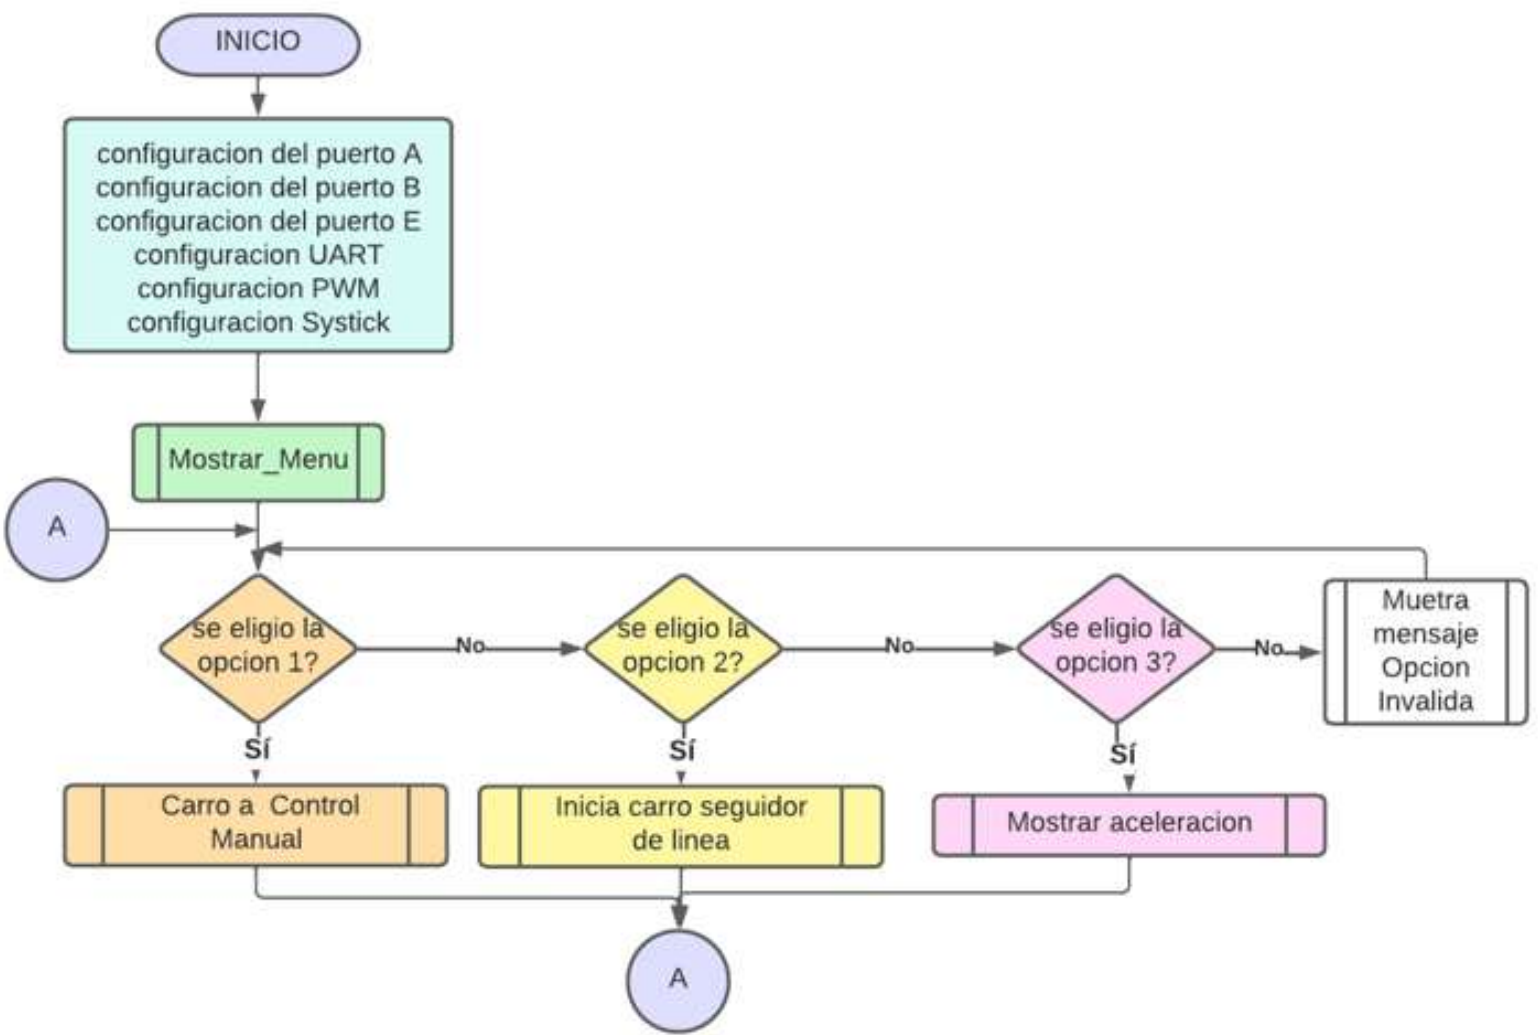 INICIO
configuracion del puerto A
configuracion del puerto B
configuracion del puerto E
configuracion UART
configuracion PWM
configuracion Systick
Mostrar_Menu
A
se eligio la
opcion 1?
No
se eligio la
opcion 2?
No
se eligio la
opcion 3?
No
Muetra
mensaje
Opcion
Invalida
Sí
Sí
Sí
Carro a Control
Manual
Inicia carro seguidor
de linea
Mostrar aceleracion
A